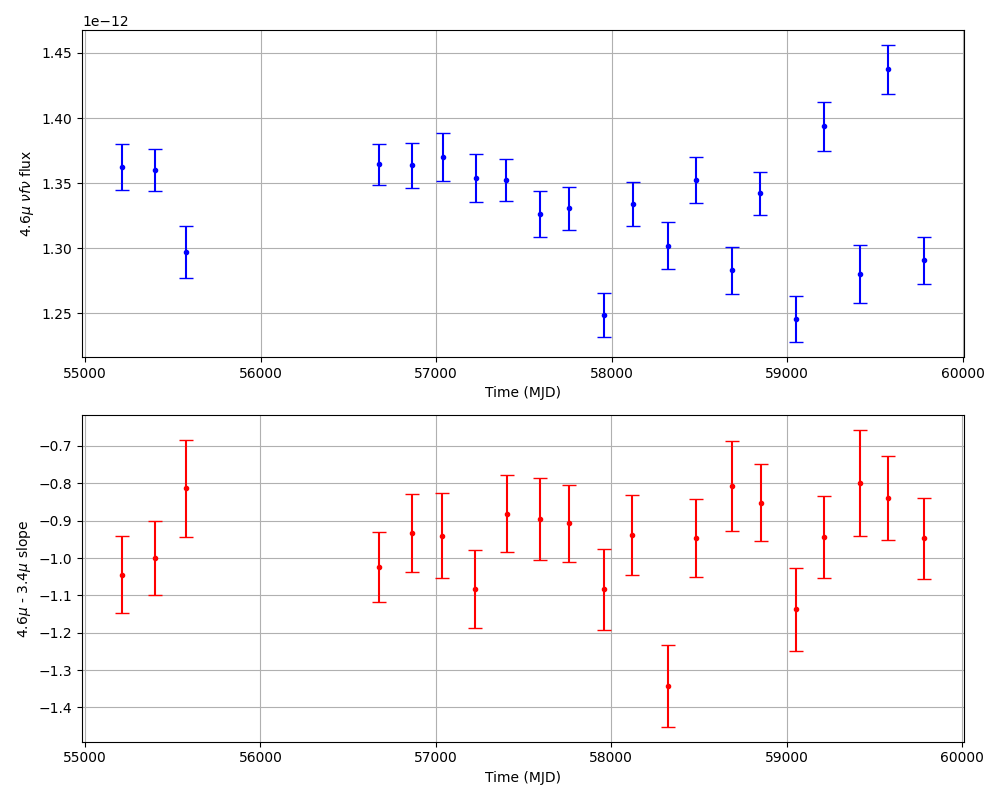 1e−12
1.45
1.40
1.35
1.30
1.25
4.6μ νfν flux
55000 56000 57000 58000 59000 60000
Time (MJD)
−0.7
−0.8
−0.9
−1.0
−1.1
−1.2
−1.3
−1.4
4.6μ - 3.4μ slope
55000 56000 57000 58000 59000 60000
Time (MJD)